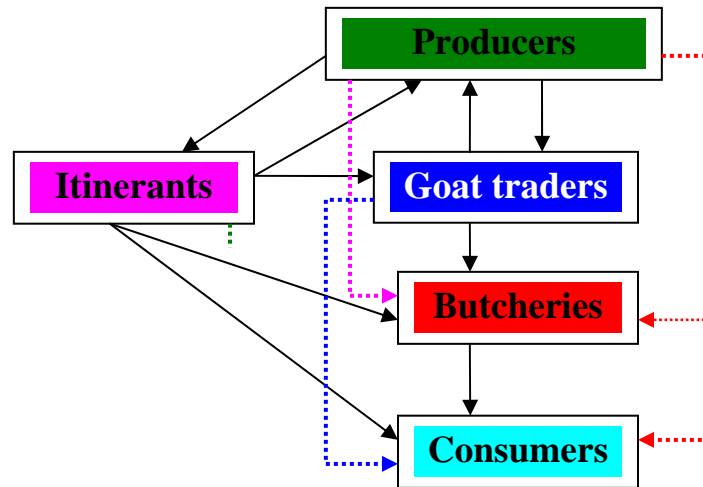 Producers
Itinerants
Goat traders
Butcheries
Consumers